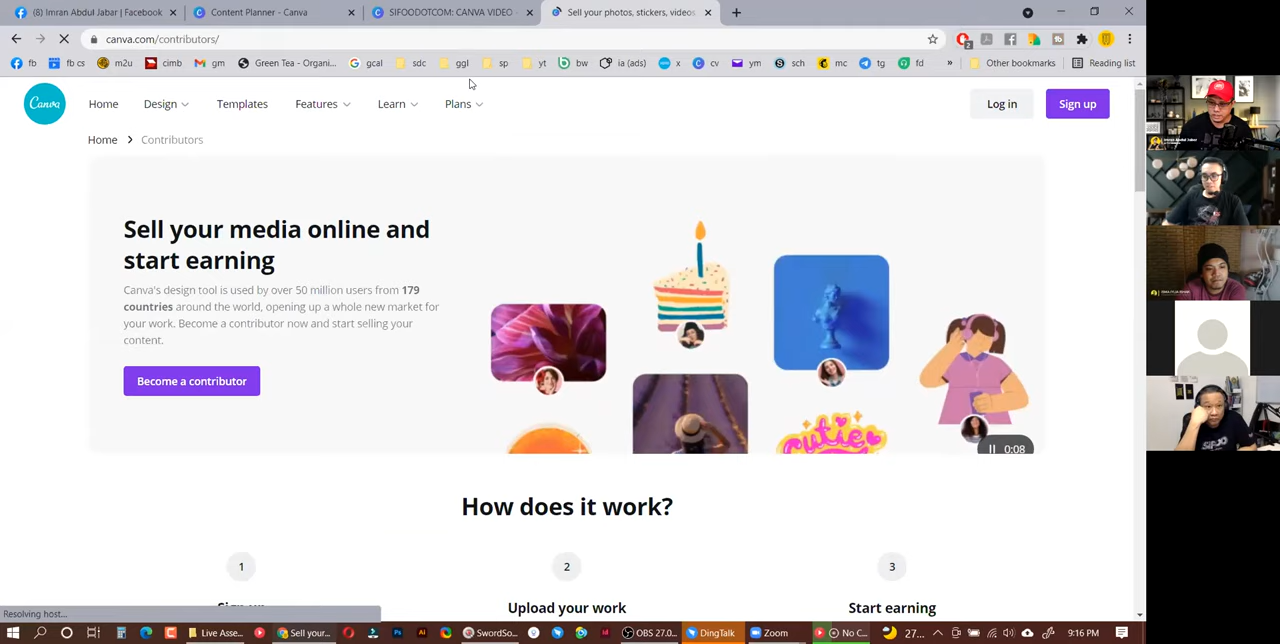 (8) Imran Abdul Jabar | Facebook
Content Planner - Canva
SIFOODOTCOM: CANVA VIDEO
Sell your photos, stickers, videos
canva.com/contributors/
2
fb
fb cs
m2u
cimb
gm
Green Tea - Organi...
gcal
sdc
ggl
sp
yt
bw
ia (ads)
x
cv
ym
sch
mc
tg
fd
»
Other bookmarks
Reading list
Canva
Home
Design
Templates
Features
Learn
Plans
Log in
Sign up
Home > Contributors
Sell your media online and
start earning
Canva's design tool is used by over 50 million users from 179
countries around the world, opening up a whole new market for
your work. Become a contributor now and start selling your
content.
Become a contributor
CUTIE
0:08
How does it work?
1
2
3
Upload your work
Start earning
Resolving host...
Live Asse...
Sell your...
SwordSo...
OBS 27.0...
DingTalk
Zoom
No C...
27...
9:16 PM